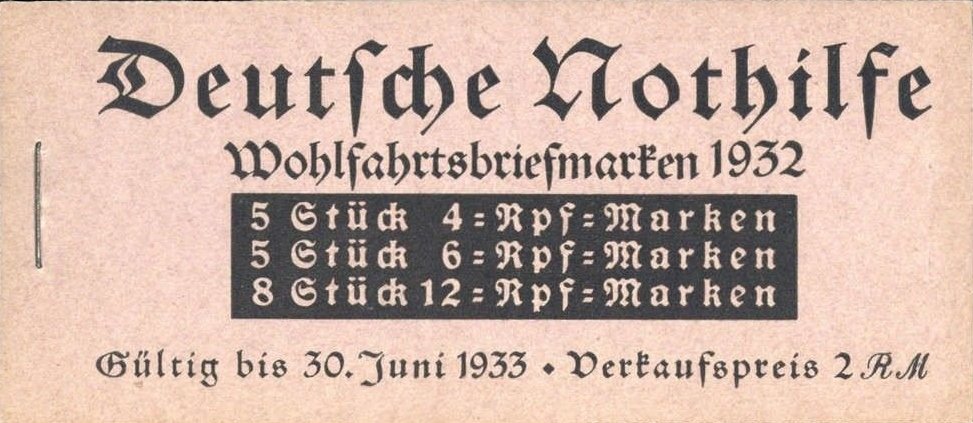 Deutsche Nothilfe
Wohlfahrtsbriefmarken 1932
5 Stück 4=Rpf=Marken
5 Stück 6=Rpf=Marken
8 Stück 12=Rpf=Marken
Gültig bis 30. Juni 1933 ⬥ Verkaufspreis 2 RM